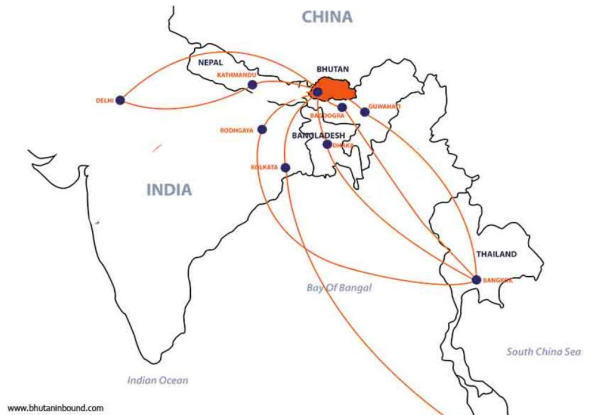 CHINA
NEPAL
BHUTAN
KATHMANDU
DELHI
GUWAHATI
BAGDOGRA
BODHGAYA
BANGLADESH
DHAKA
KOLKATA
INDIA
THAILAND
BANGKOK
Bay Of Bangal
South China Sea
Indian Ocean
www.bhutaninbound.com